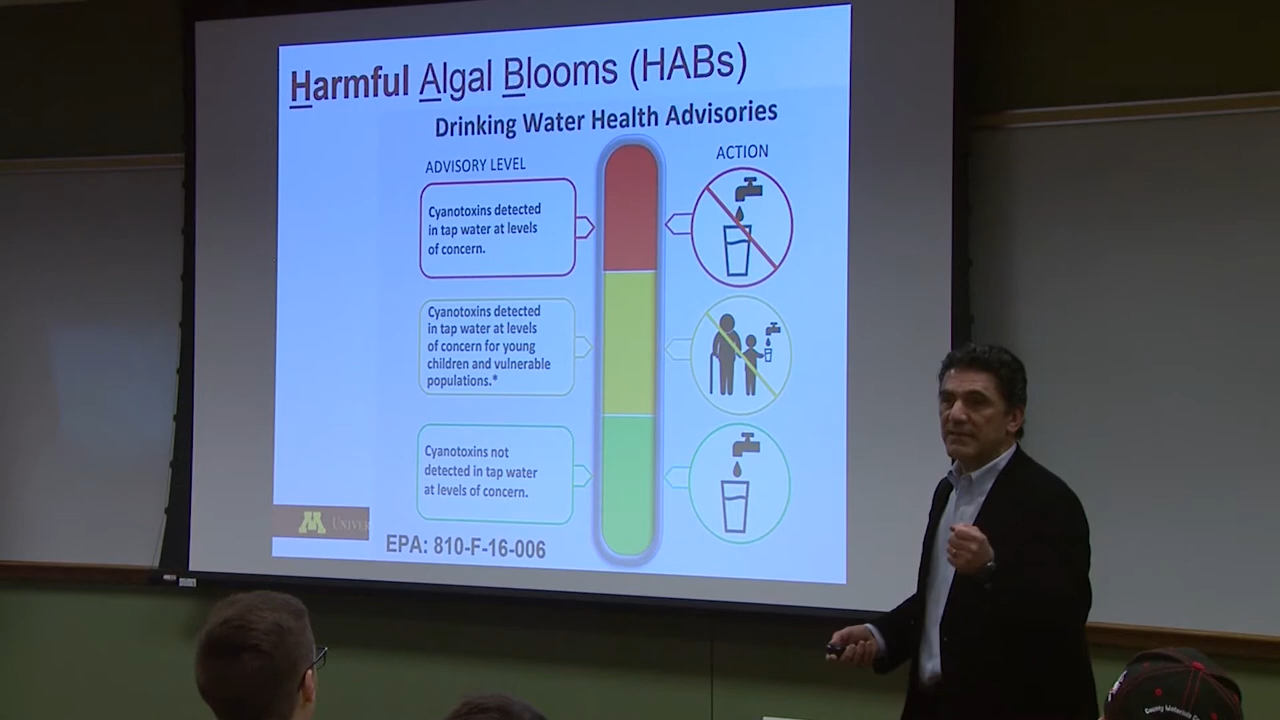 Harmful Algal Blooms (HABs)
Drinking Water Health Advisories
ADVISORY LEVEL
ACTION
Cyanotoxins detected
in tap water at levels
of concern.
Cyanotoxins detected
in tap water at levels
of concern for young
children and vulnerable
populations.*
Cyanotoxins not
detected in tap water
at levels of concern.
M
EPA: 810-F-16-006
County Materials